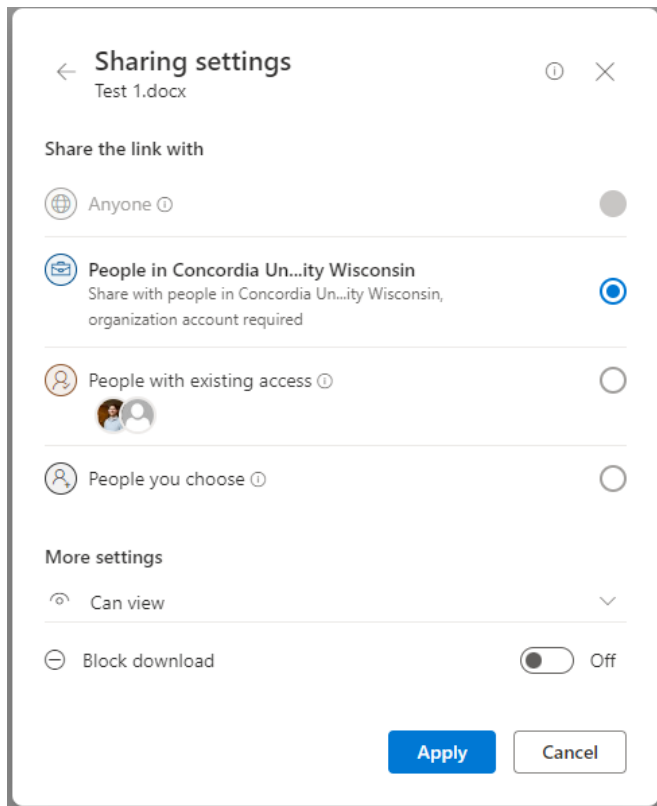 Sharing settings
Test 1.docx
Share the link with
Anyone
People in Concordia Un...ity Wisconsin
Share with people in Concordia Un...ity Wisconsin,
organization account required
People with existing access
People you choose
More settings
Can view
Block download
Off
Apply
Cancel